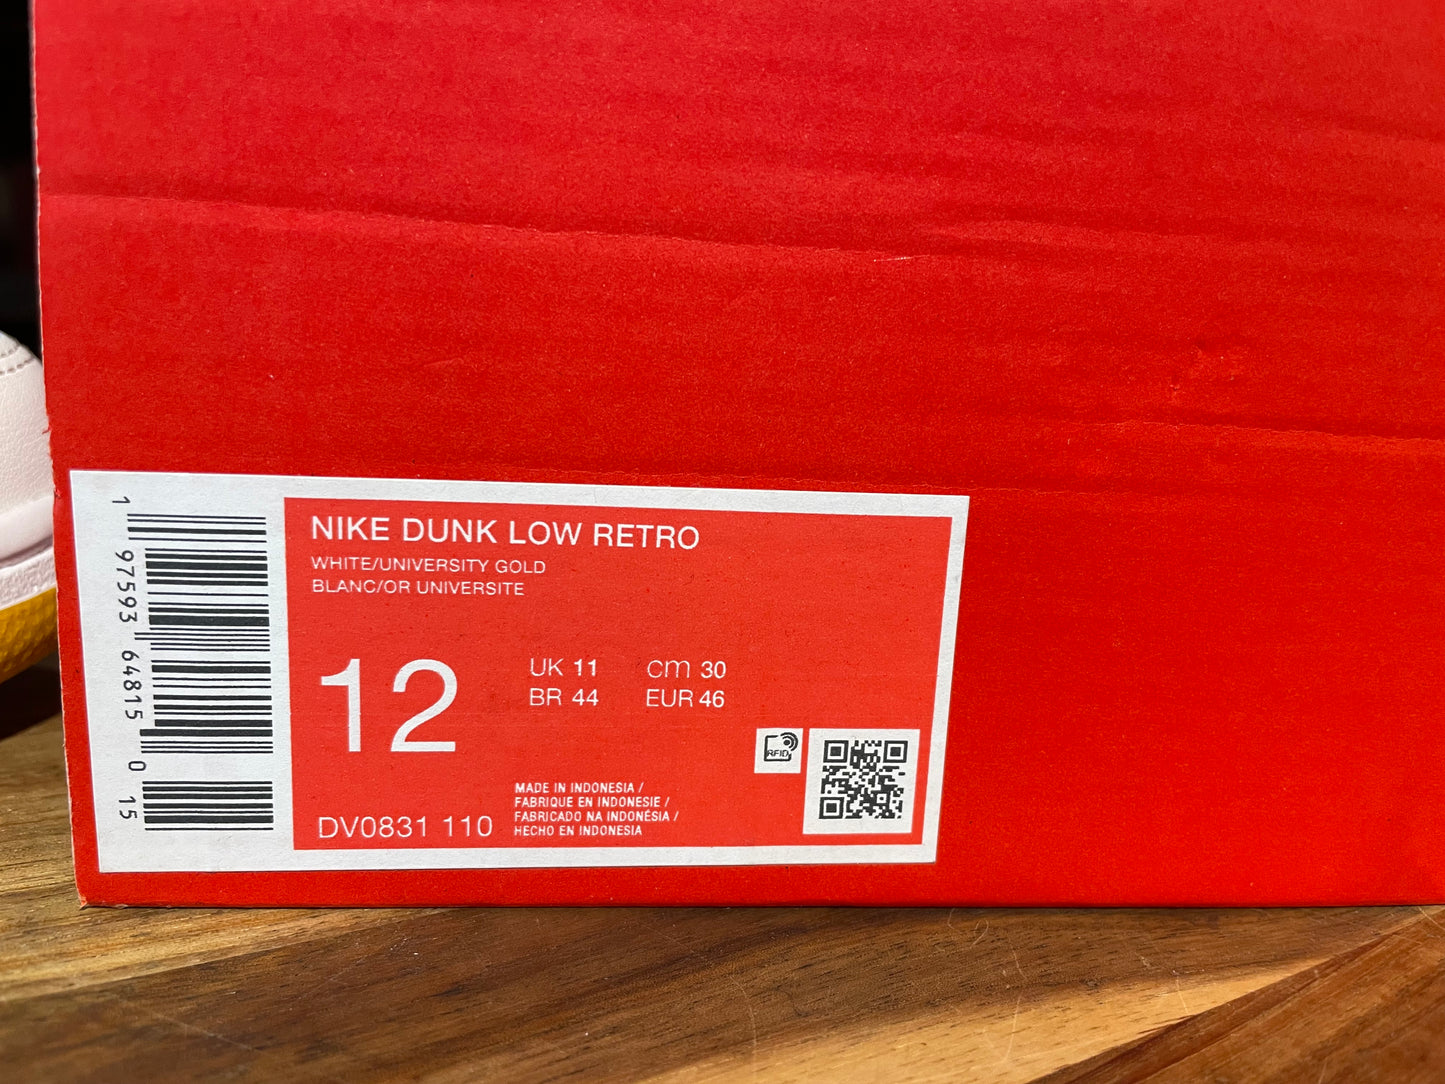 1 97593 64815 0 15
NIKE DUNK LOW RETRO
WHITE/UNIVERSITY GOLD
BLANC/OR UNIVERSITE
12
UK 11 cm 30
BR 44 EUR 46
RFID
MADE IN INDONESIA /
FABRIQUE EN INDONESIE /
FABRICADO NA INDONÉSIA /
HECHO EN INDONESIA
DV0831 110